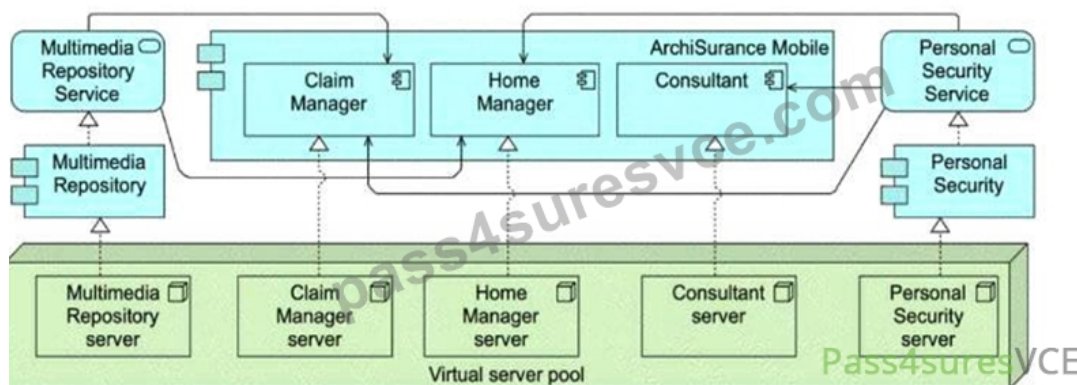 Multimedia
Repository
Service
ArchiSurance Mobile
Personal
Security
Service
Claim
Manager
Home
Manager
Consultant
Multimedia
Repository
Personal
Security
pass4suresvce.com
Multimedia
Repository
server
Claim
Manager
server
Home
Manager
server
Consultant
server
Personal
Security
server
Virtual server pool
Pass4suresVCE